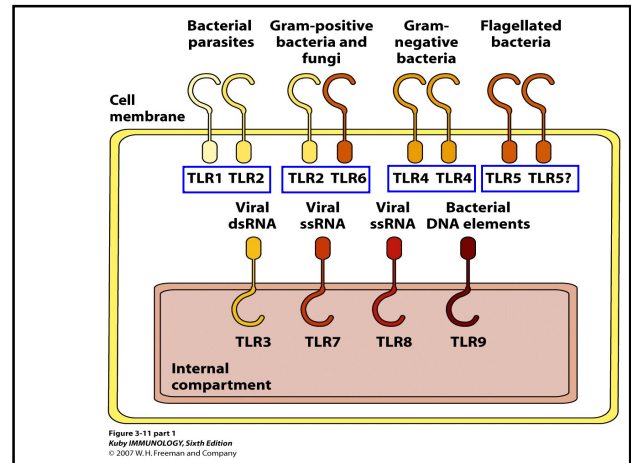 Bacterial
parasites
Gram-positive
bacteria and
fungi
Gram-
negative
bacteria
Flagellated
bacteria
Cell
membrane
TLR1 TLR2 TLR2 TLR6 TLR4 TLR4 TLR5 TLR5?
Viral
dsRNA
Viral
ssRNA
Viral
ssRNA
Bacterial
DNA elements
TLR3 TLR7 TLR8 TLR9
Internal
compartment
Figure 3-11 part 1
Kuby IMMUNOLOGY, Sixth Edition
© 2007 W. H. Freeman and Company